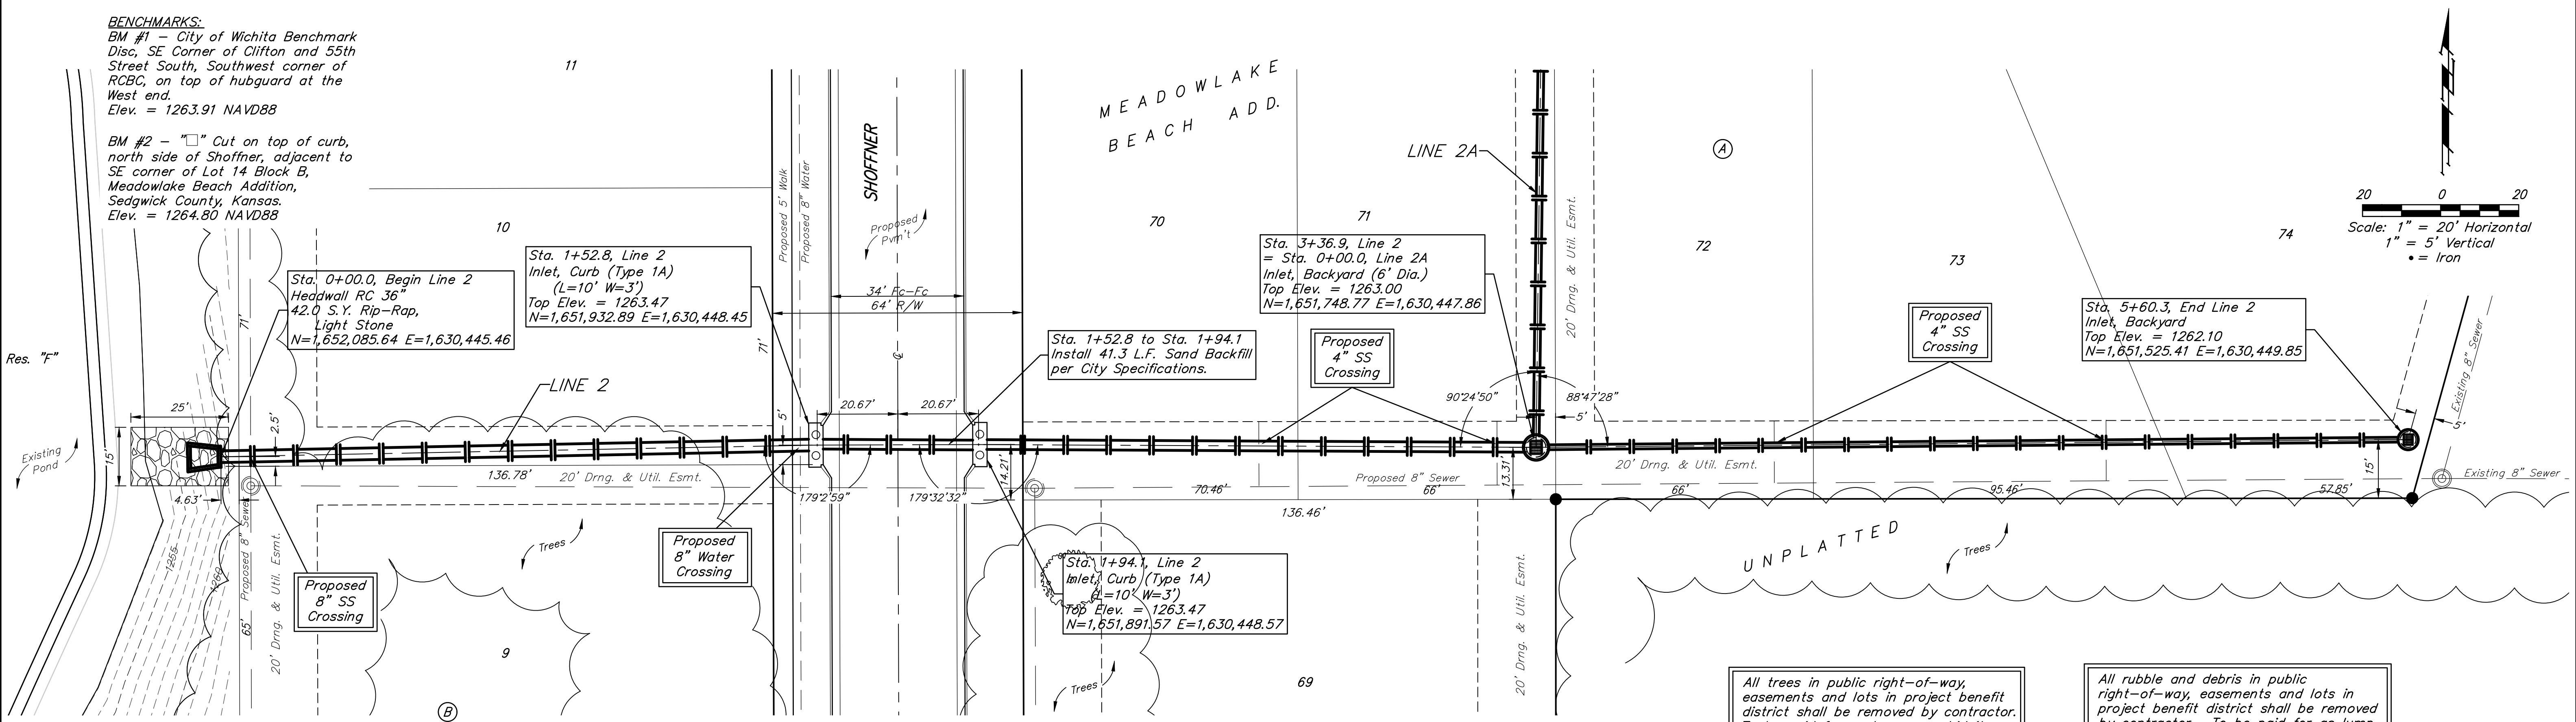 BENCHMARKS:
BM #1 - City of Wichita Benchmark
Disc, SE Corner of Clifton and 55th
Street South, Southwest corner of
RCBC, on top of hubguard at the
West end.
Elev. = 1263.91 NAVD88
BM #2 - "□" Cut on top of curb,
north side of Shoffner, adjacent to
SE corner of Lot 14 Block B,
Meadowlake Beach Addition,
Sedgwick County, Kansas.
Elev. = 1264.80 NAVD88
11
10
Res. "F"
Existing
Pond
Sta. 0+00.0, Begin Line 2
Headwall RC 36"
42.0 S.Y. Rip-Rap,
Light Stone
N=1,652,085.64 E=1,630,445.46
Sta. 1+52.8, Line 2
Inlet, Curb (Type 1A)
(L=10' W=3')
Top Elev. = 1263.47
N=1,651,932.89 E=1,630,448.45
LINE 2
71'
25'
15'
2.5'
4.63'
136.78'
20' Drng. & Util. Esmt.
1255
1260
65'
Proposed 8" Sewer
20' Drng. & Util. Esmt.
Proposed
8" SS
Crossing
Trees
9
B
Proposed
8" Water
Crossing
Proposed 5' Walk
Proposed 8" Water
SHOFFNER
Proposed
Pvm't
34' Fc-Fc
64' R/W
71'
5'
20.67'
20.67'
179°2'59"
179°32'32"
14.21'
Sta. 1+52.8 to Sta. 1+94.1
Install 41.3 L.F. Sand Backfill
per City Specifications.
Sta. 1+94.1, Line 2
Inlet, Curb (Type 1A)
(L=10' W=3')
Top Elev. = 1263.47
N=1,651,891.57 E=1,630,448.57
Trees
MEADOWLAKE
BEACH ADD.
70
71
LINE 2A
Sta. 3+36.9, Line 2
= Sta. 0+00.0, Line 2A
Inlet, Backyard (6' Dia.)
Top Elev. = 1263.00
N=1,651,748.77 E=1,630,447.86
Proposed
4" SS
Crossing
90°24'50"
88°47'28"
5'
20' Drng. & Util. Esmt.
70.46'
66'
Proposed 8" Sewer
13.31'
136.46'
69
20' Drng. & Util. Esmt.
A
72
73
74
Proposed
4" SS
Crossing
Sta. 5+60.3, End Line 2
Inlet, Backyard
Top Elev. = 1262.10
N=1,651,525.41 E=1,630,449.85
20' Drng. & Util. Esmt.
66'
95.46'
57.85'
15'
5'
Existing 8" Sewer
Existing 8" Sewer
UNPLATTED
Trees
20 0 20
Scale: 1" = 20' Horizontal
1" = 5' Vertical
• = Iron
All trees in public right-of-way,
easements and lots in project benefit
district shall be removed by contractor.
All rubble and debris in public
right-of-way, easements and lots in
project benefit district shall be removed